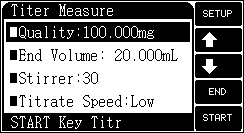 Titer Measure
■Quality:100.000mg
■End Volume: 20.000mL
■Stirrer:30
■Titrate Speed:Low
START Key Titr
SETUP
END
START